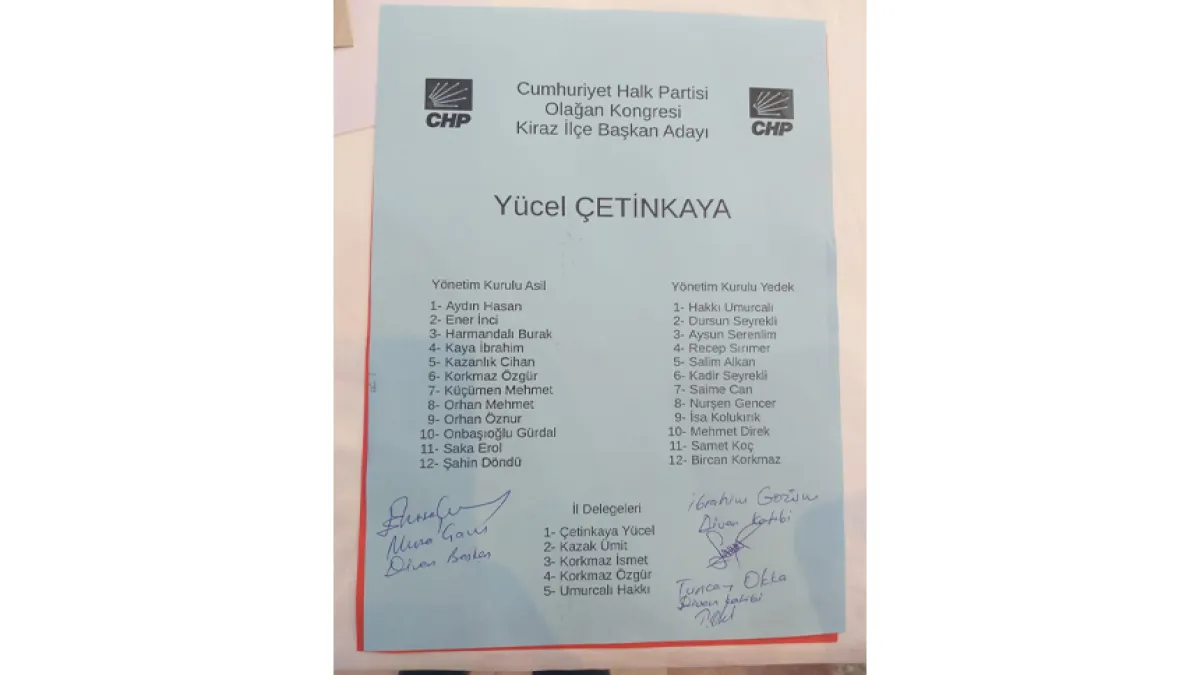 CHP
Cumhuriyet Halk Partisi
Olağan Kongresi
Kiraz İlçe Başkan Adayı
CHP
Yücel ÇETİNKAYA
Yönetim Kurulu Asil
1- Aydın Hasan
2- Ener İnci
3- Harmandalı Burak
4- Kaya İbrahim
5- Kazanlık Cihan
6- Korkmaz Özgür
7- Küçümen Mehmet
8- Orhan Mehmet
9- Orhan Öznur
10- Onbaşıoğlu Gürdal
11- Saka Erol
12- Şahin Döndü
Yönetim Kurulu Yedek
1- Hakkı Umurcalı
2- Dursun Seyrekli
3- Aysun Serenlim
4- Recep Sırımer
5- Salim Alkan
6- Kadir Seyrekli
7- Saime Can
8- Nurşen Gencer
9- İsa Kolukırık
10- Mehmet Direk
11- Samet Koç
12- Bircan Korkmaz
İl Delegeleri
1- Çetinkaya Yücel
2- Kazak Ümit
3- Korkmaz İsmet
4- Korkmaz Özgür
5- Umurcalı Hakkı
Divan Başkan
İbrahim
Divan Katibi
Tuncay Okka
Divan Katibi